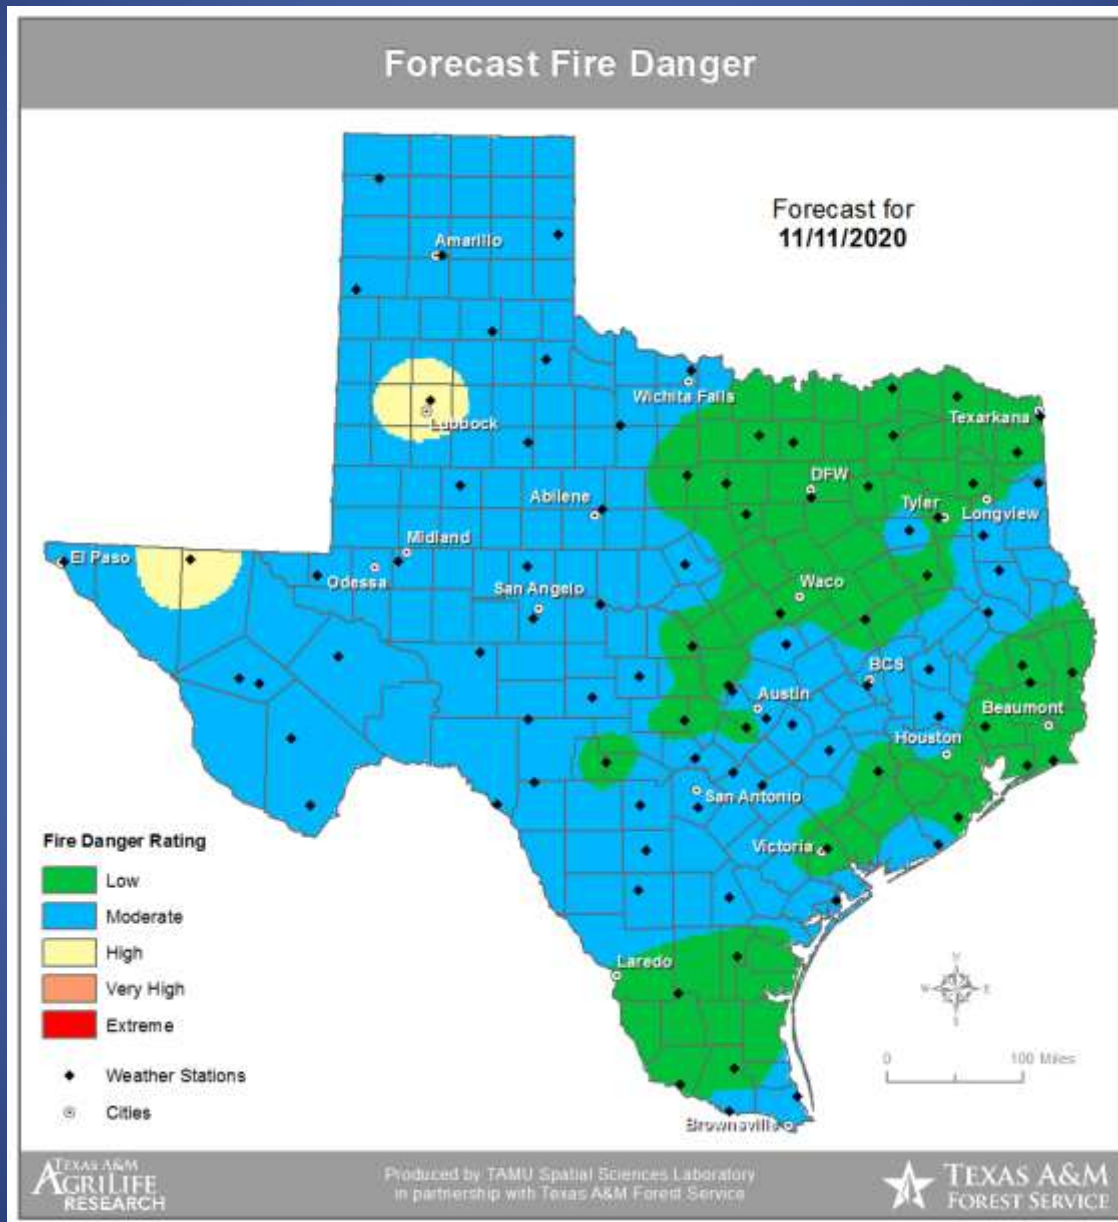 Forecast Fire Danger
Forecast for
11/11/2020
Amarillo
Wichita Falls
Lubbock
Texarkana
DFW
Abilene
Tyler
Longview
Midland
El Paso
Odessa
San Angelo
Waco
BCS
Austin
Beaumont
Houston
San Antonio
Victoria
Laredo
Brownsville
Fire Danger Rating
Low
Moderate
High
Very High
Extreme
Weather Stations
Cities
N
W E
S
0 100 Miles
TEXAS A&M
AGRILIFE
RESEARCH
Produced by TAMU Spatial Sciences Laboratory
in partnership with Texas A&M Forest Service
TEXAS A&M
FOREST SERVICE